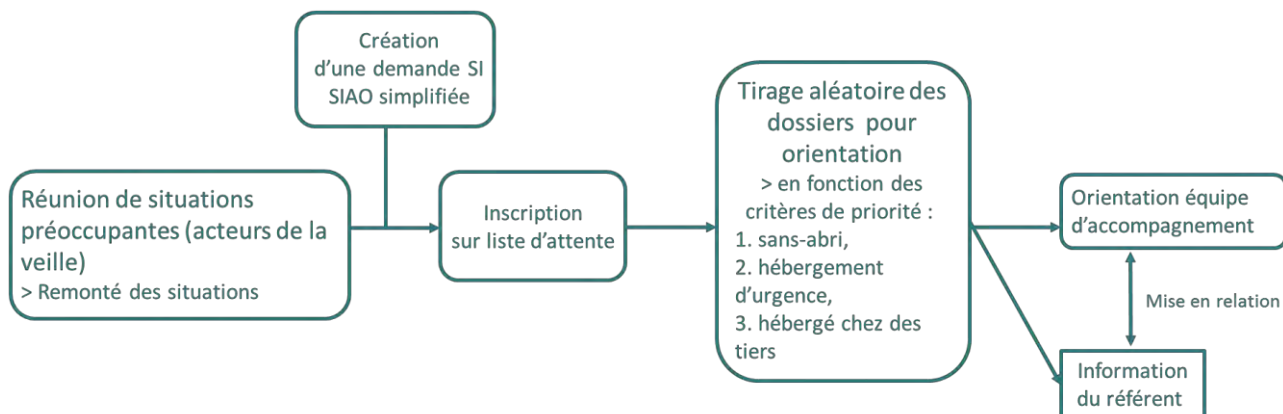 Création
d'une demande SI
SIAO simplifiée
Réunion de situations
préoccupantes (acteurs de la
veille)
> Remonté des situations
Inscription
sur liste d'attente
Tirage aléatoire des
dossiers pour
orientation
> en fonction des
critères de priorité :
1. sans-abri,
2. hébergement
d'urgence,
3. hébergé chez des
tiers
Orientation équipe
d'accompagnement
Mise en relation
Information
du référent